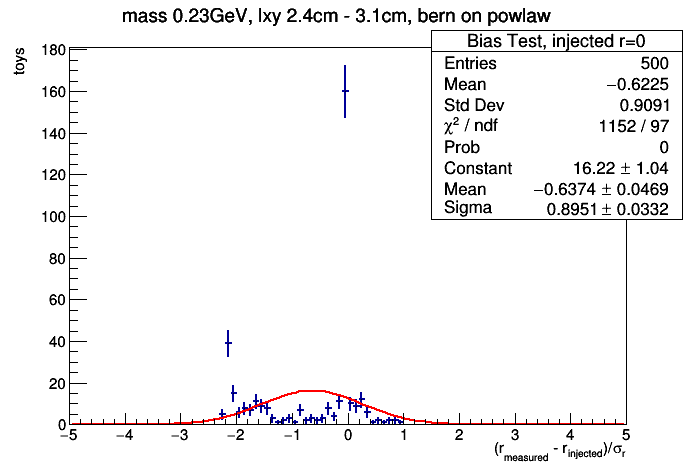 mass 0.23GeV, lxy 2.4cm - 3.1cm, bern on powlaw
Bias Test, injected r=0
Entries 500
Mean −0.6225
Std Dev 0.9091
χ² / ndf 1152 / 97
Prob 0
Constant 16.22 ± 1.04
Mean −0.6374 ± 0.0469
Sigma 0.8951 ± 0.0332
toys
180
160
140
120
100
80
60
40
20
0
−5 −4 −3 −2 −1 0 1 2 3 4 5
(r_measured - r_injected)/σ_r